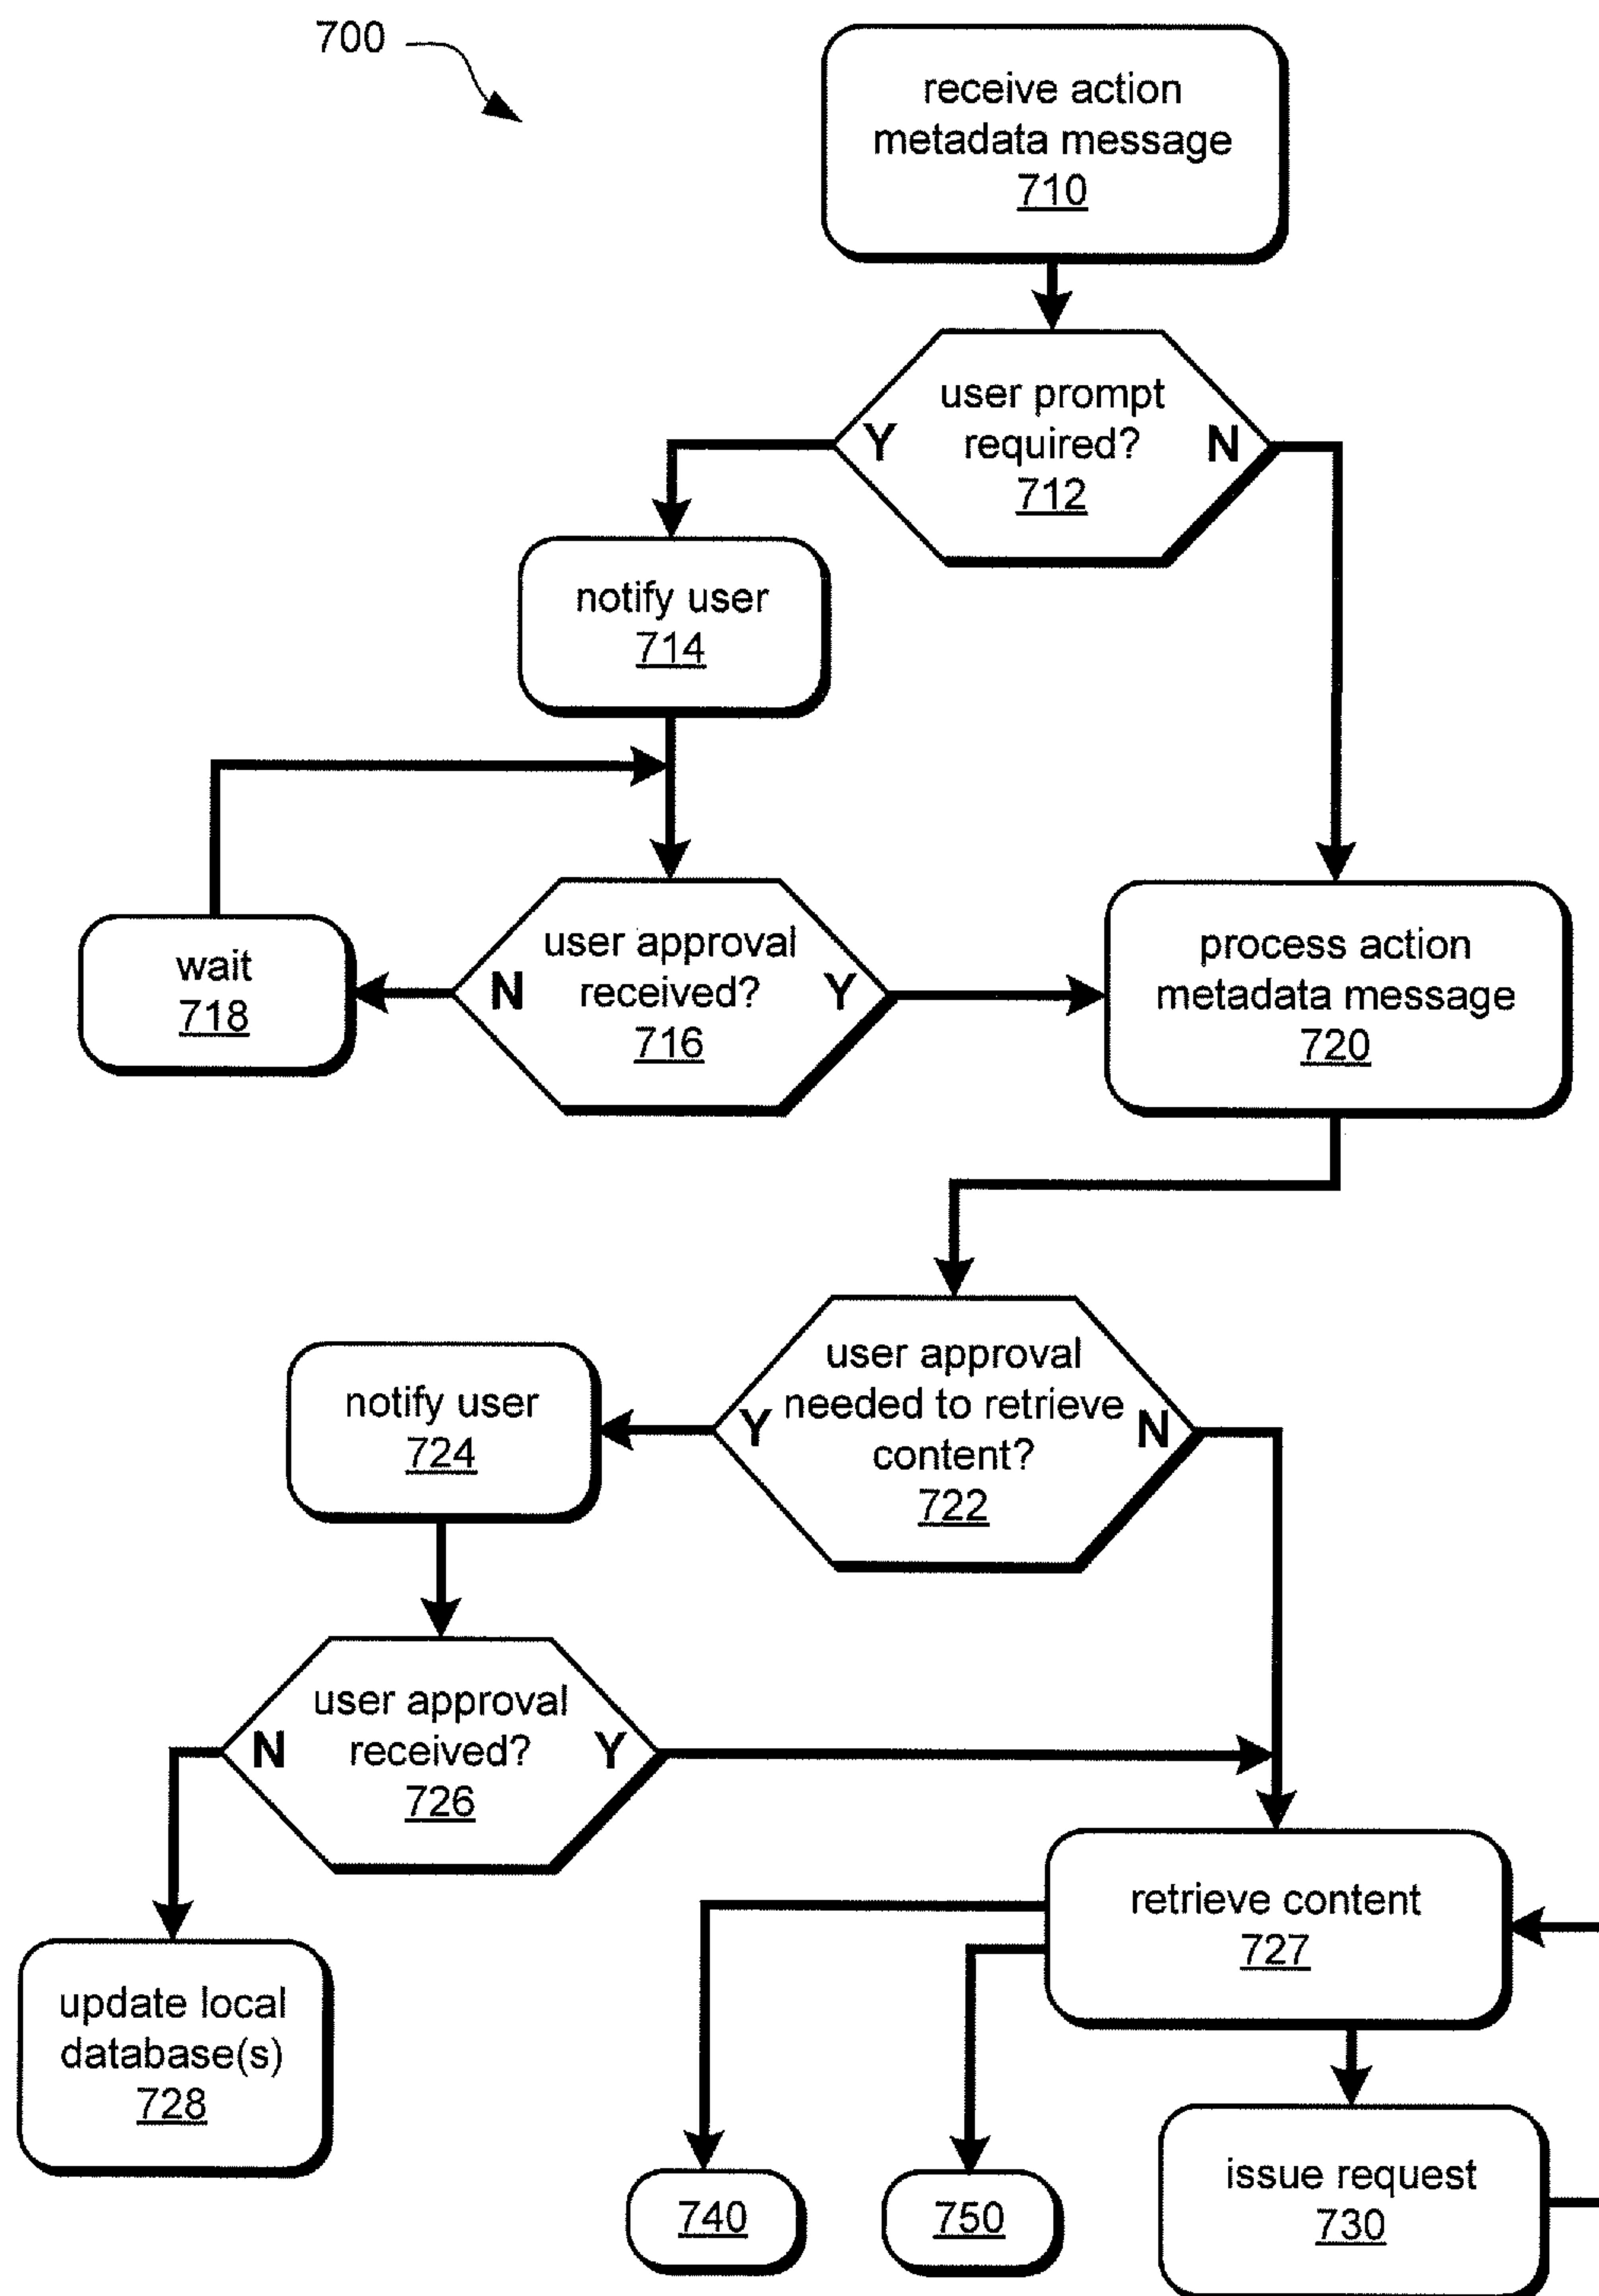 700
receive action
metadata message
710
user prompt
Y required? N
712
notify user
714
user approval
N received? Y
716
wait
718
process action
metadata message
720
user approval
Y needed to retrieve N
content?
722
notify user
724
user approval
N received? Y
726
retrieve content
727
update local
database(s)
728
740
750
issue request
730